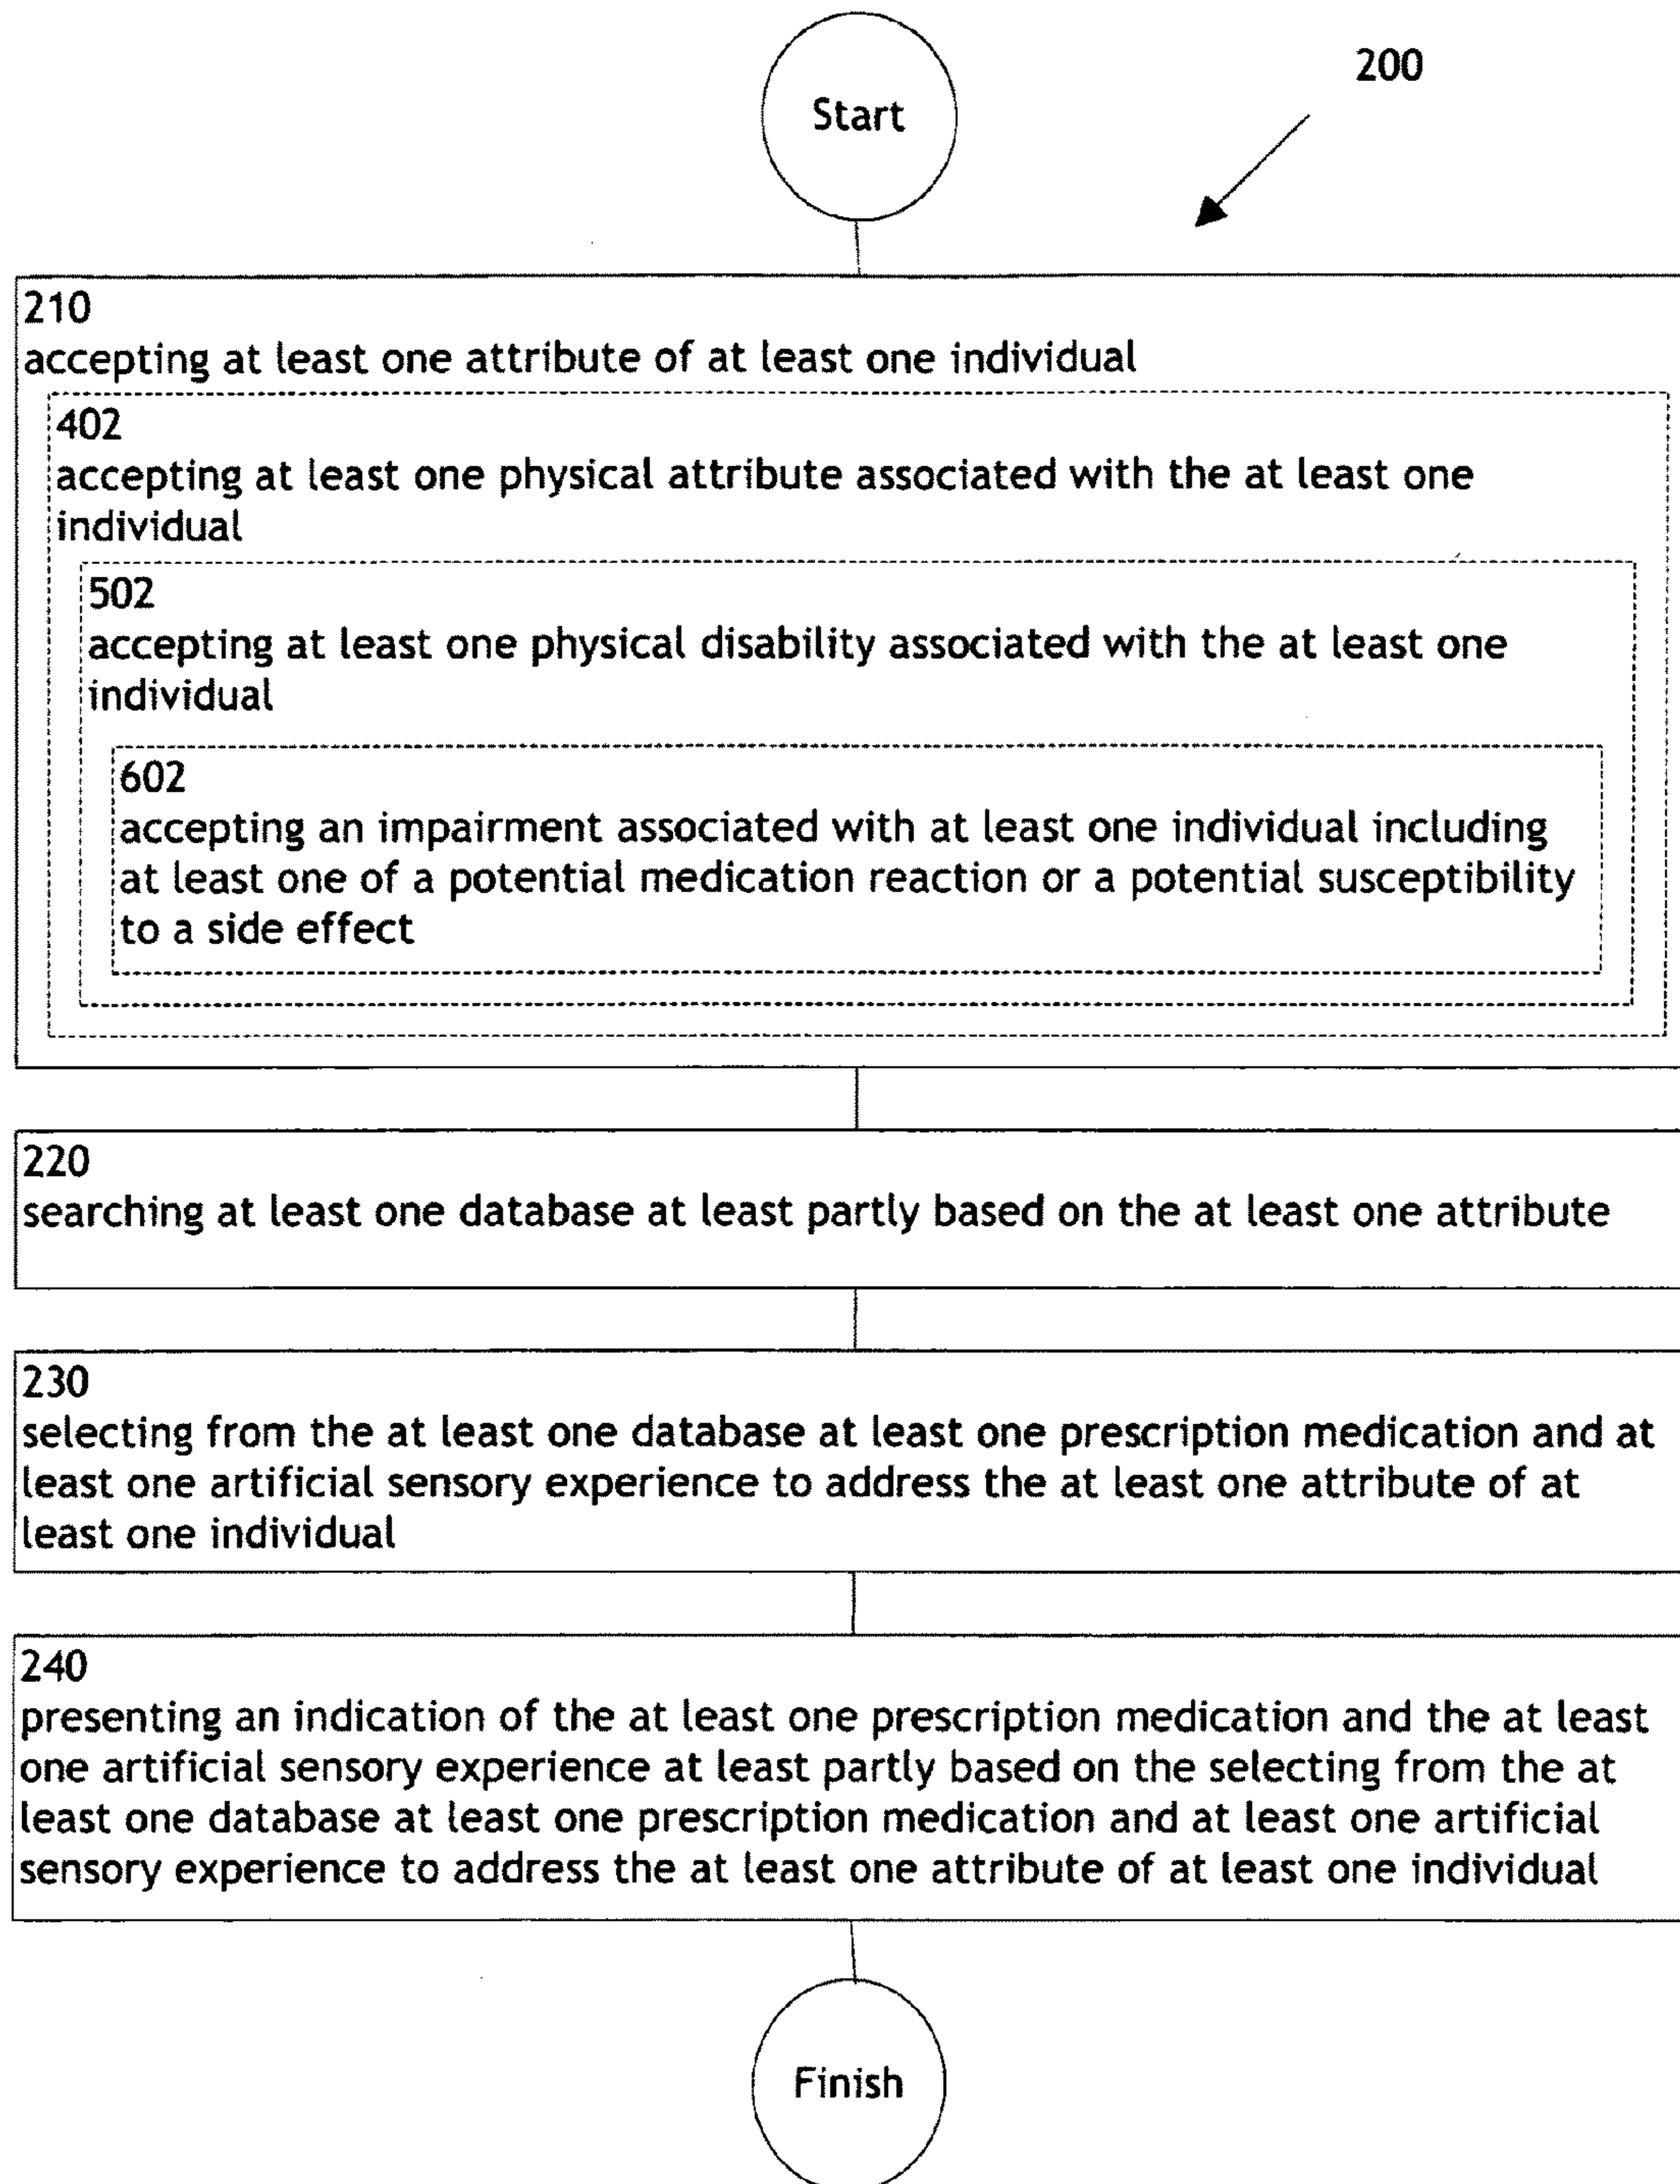 Start
200
210
accepting at least one attribute of at least one individual
402
accepting at least one physical attribute associated with the at least one
individual
502
accepting at least one physical disability associated with the at least one
individual
602
accepting an impairment associated with at least one individual including
at least one of a potential medication reaction or a potential susceptibility
to a side effect
220
searching at least one database at least partly based on the at least one attribute
230
selecting from the at least one database at least one prescription medication and at
least one artificial sensory experience to address the at least one attribute of at
least one individual
240
presenting an indication of the at least one prescription medication and the at least
one artificial sensory experience at least partly based on the selecting from the at
least one database at least one prescription medication and at least one artificial
sensory experience to address the at least one attribute of at least one individual
Finish